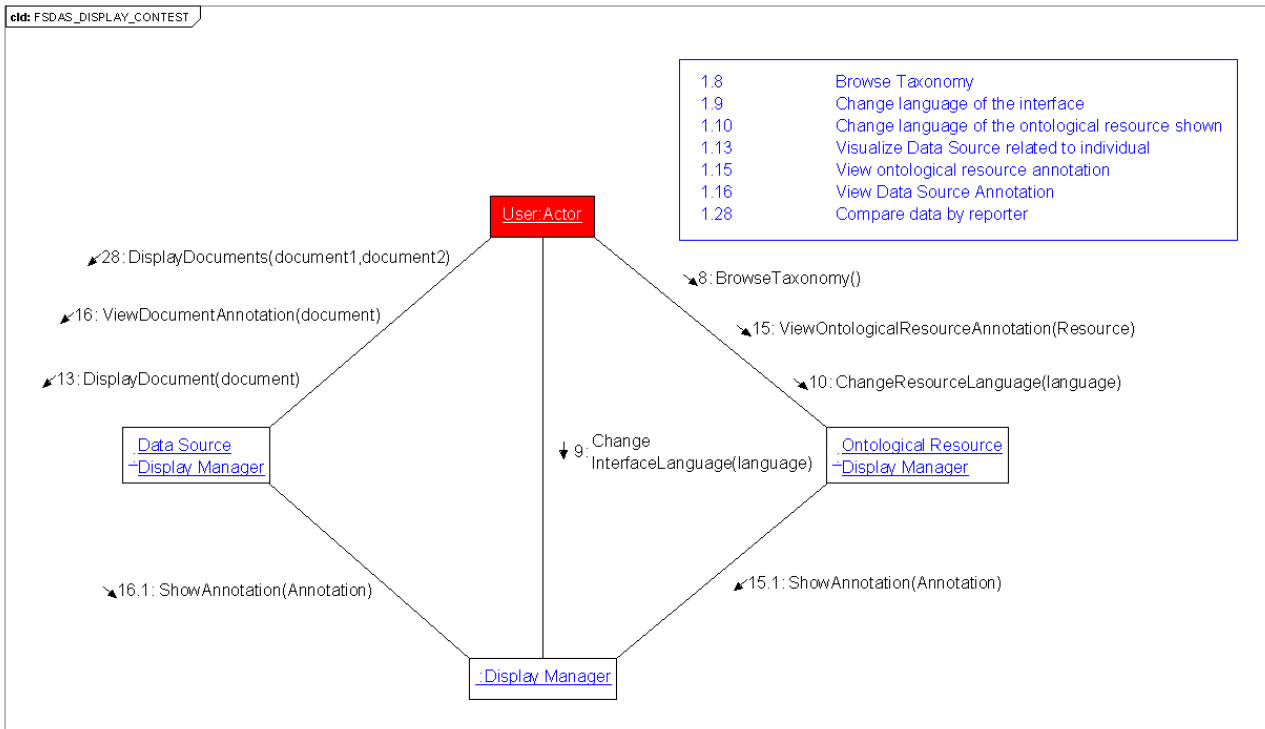 cld: FSDAS_DISPLAY_CONTEST
1.8 Browse Taxonomy
1.9 Change language of the interface
1.10 Change language of the ontological resource shown
1.13 Visualize Data Source related to individual
1.15 View ontological resource annotation
1.16 View Data Source Annotation
1.28 Compare data by reporter
User:Actor
28: DisplayDocuments(document1,document2)
8: BrowseTaxonomy()
16: ViewDocumentAnnotation(document)
15: ViewOntologicalResourceAnnotation(Resource)
13: DisplayDocument(document)
10: ChangeResourceLanguage(language)
:Data Source
Display Manager
9: Change
InterfaceLanguage(language)
:Ontological Resource
Display Manager
16.1: ShowAnnotation(Annotation)
15.1: ShowAnnotation(Annotation)
:Display Manager